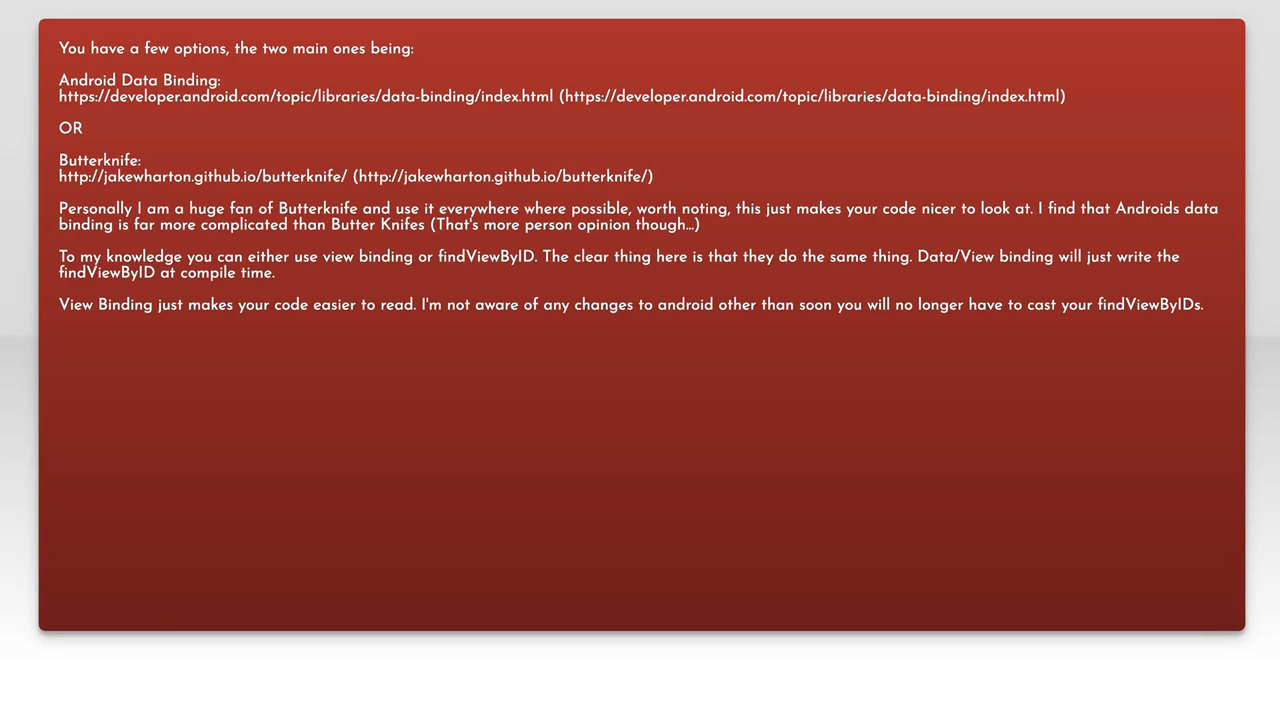 You have a few options, the two main ones being:
Android Data Binding:
https://developer.android.com/topic/libraries/data-binding/index.html (https://developer.android.com/topic/libraries/data-binding/index.html)
OR
Butterknife:
http://jakewharton.github.io/butterknife/ (http://jakewharton.github.io/butterknife/)
Personally I am a huge fan of Butterknife and use it everywhere where possible, worth noting, this just makes your code nicer to look at. I find that Androids data
binding is far more complicated than Butter Knifes (That's more person opinion though...)
To my knowledge you can either use view binding or findViewByID. The clear thing here is that they do the same thing. Data/View binding will just write the
findViewByID at compile time.
View Binding just makes your code easier to read. I'm not aware of any changes to android other than soon you will no longer have to cast your findViewByIDs.